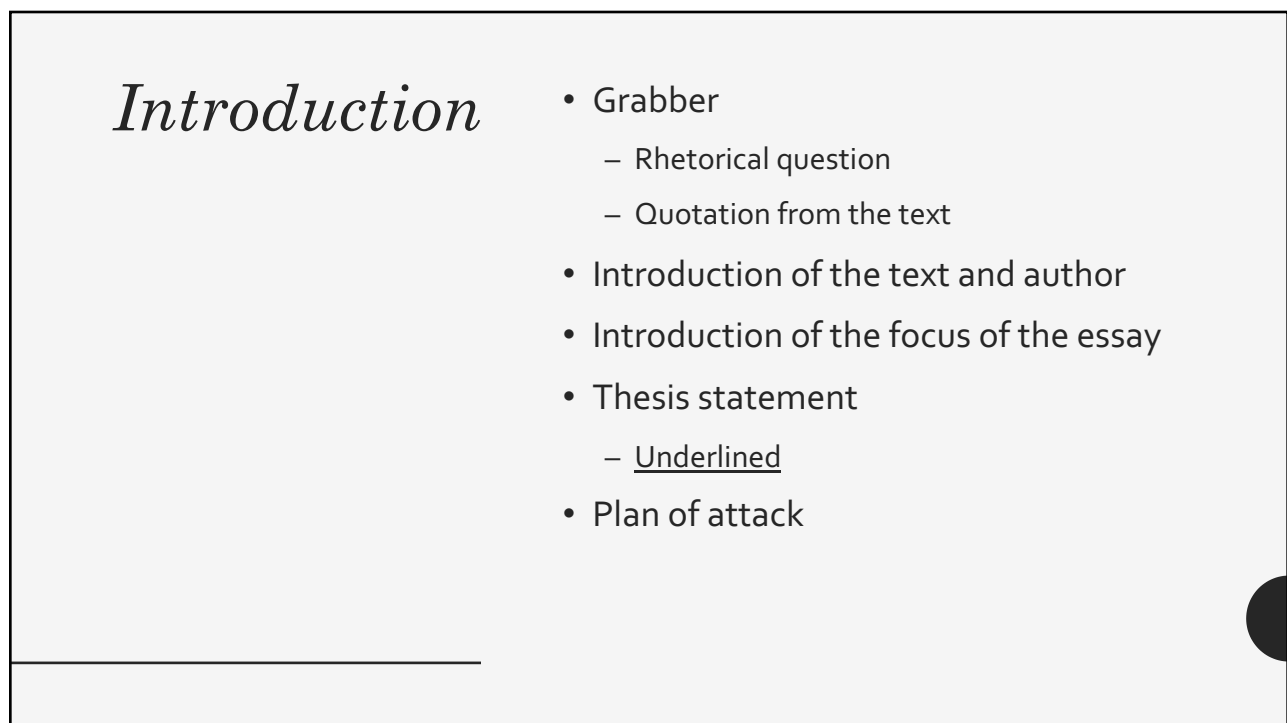 Introduction
• Grabber
– Rhetorical question
– Quotation from the text
• Introduction of the text and author
• Introduction of the focus of the essay
• Thesis statement
– Underlined
• Plan of attack